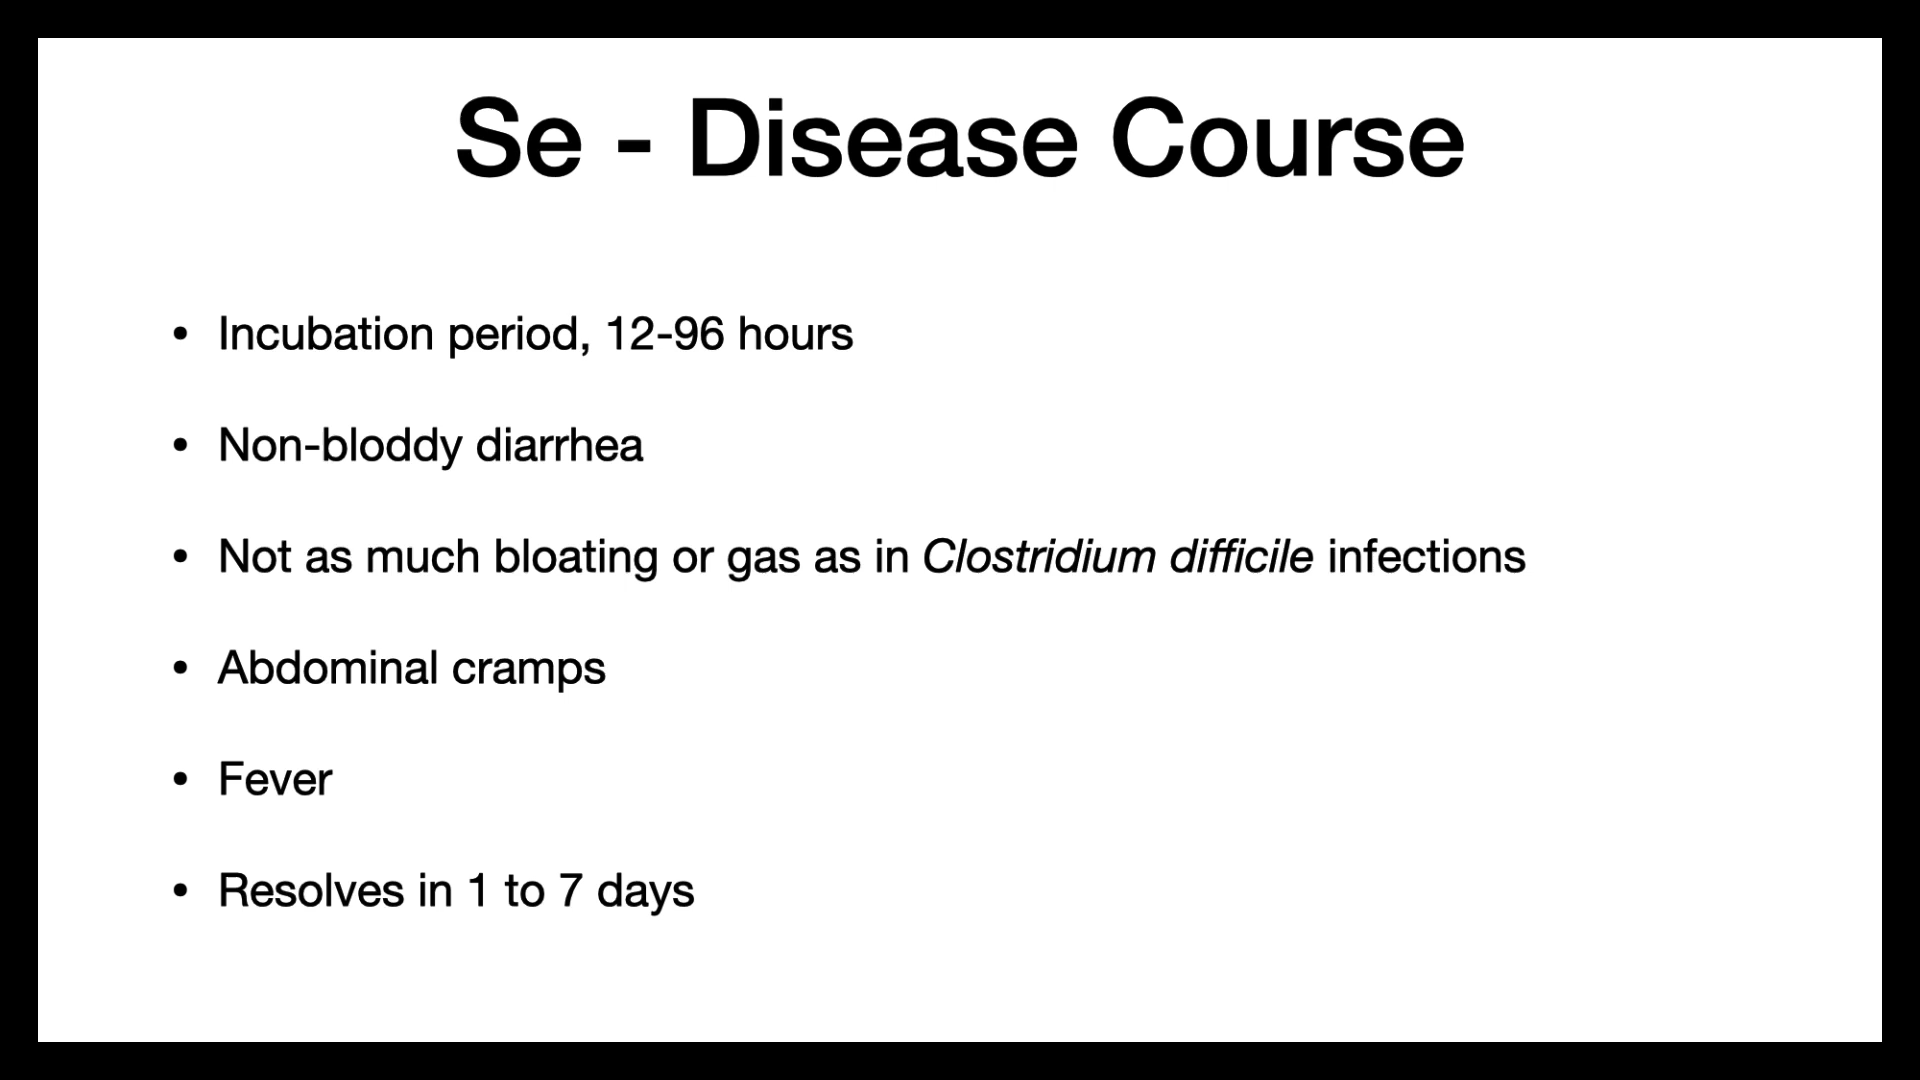 Se - Disease Course
• Incubation period, 12-96 hours
• Non-bloddy diarrhea
• Not as much bloating or gas as in Clostridium difficile infections
• Abdominal cramps
• Fever
• Resolves in 1 to 7 days